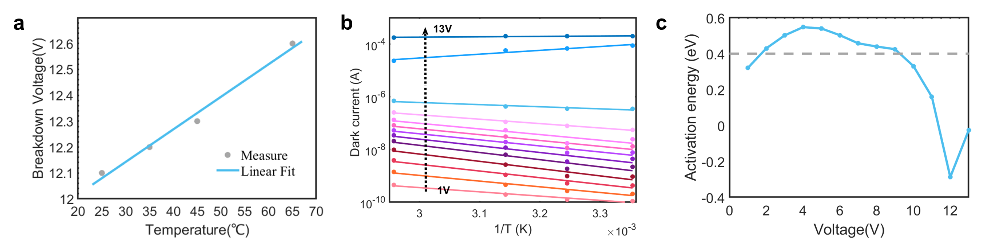 a
Breakdown Voltage(V)
12.6
12.5
12.4
12.3
12.2
12.1
12
20 25 30 35 40 45 50 55 60 65 70
Temperature(℃)
Measure
Linear Fit
b
Dark current (A)
10-4
10-6
10-8
10-10
13V
1V
3 3.1 3.2 3.3
1/T (K)
×10-3
c
Activation energy (eV)
0.6
0.4
0.2
0
-0.2
-0.4
0 2 4 6 8 10 12
Voltage(V)